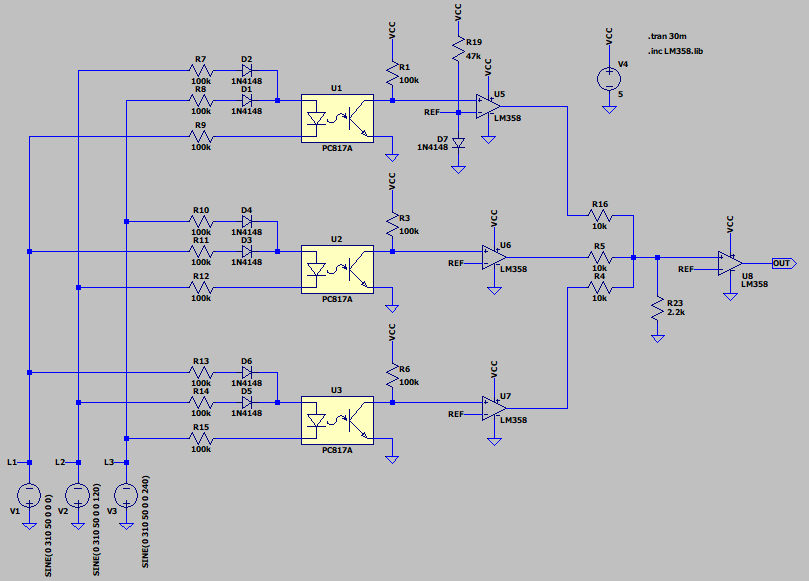 VCC
R19
47k
VCC
VCC
.tran 30m
.inc LM358.lib
R1
100k
VCC
VCC
V4
5
R7
100k
D2
1N4148
R8
100k
D1
1N4148
R9
100k
U1
PC817A
REF
U5
LM358
D7
1N4148
VCC
R10
100k
D4
1N4148
R11
100k
D3
1N4148
R12
100k
U2
PC817A
R3
100k
VCC
REF
U6
LM358
R16
10k
R5
10k
R4
10k
VCC
REF
U8
LM358
OUT
R23
2.2k
VCC
R13
100k
D6
1N4148
R14
100k
D5
1N4148
R15
100k
U3
PC817A
R6
100k
VCC
REF
U7
LM358
L1
L2
L3
V1
SINE(0 310 50 0 0 0)
V2
SINE(0 310 50 0 0 120)
V3
SINE(0 310 50 0 0 240)